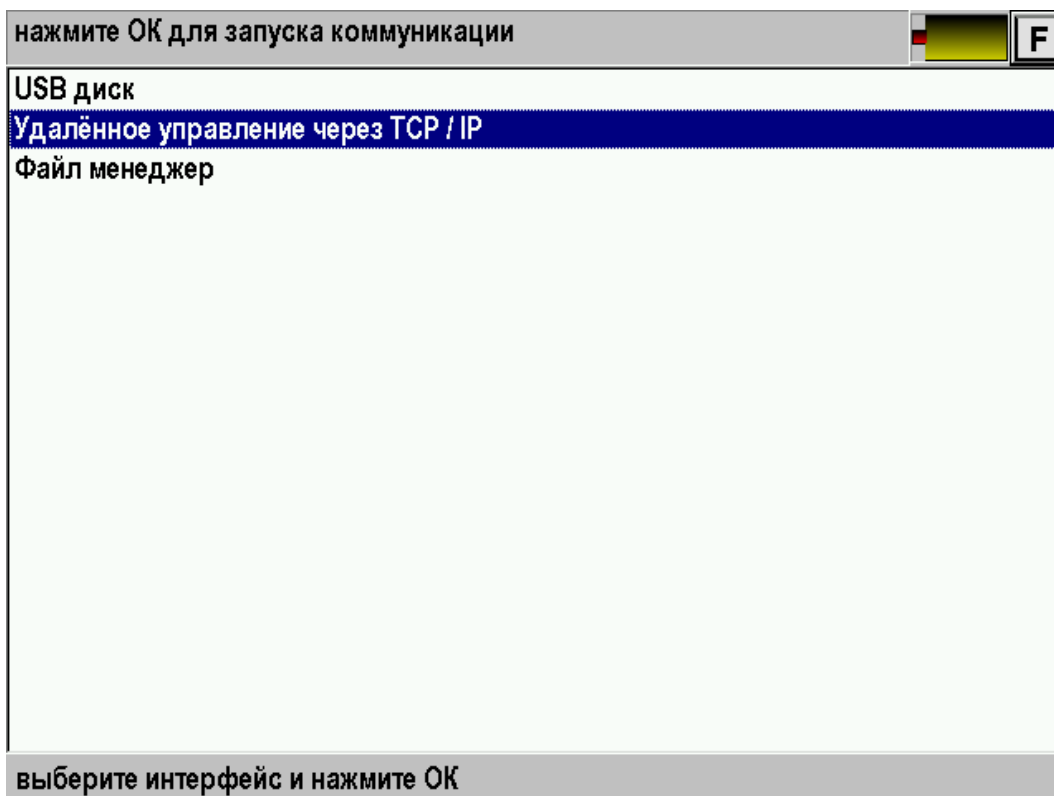 нажмите ОК для запуска коммуникации
F
USB диск
Удалённое управление через TCP / IP
Файл менеджер
выберите интерфейс и нажмите ОК